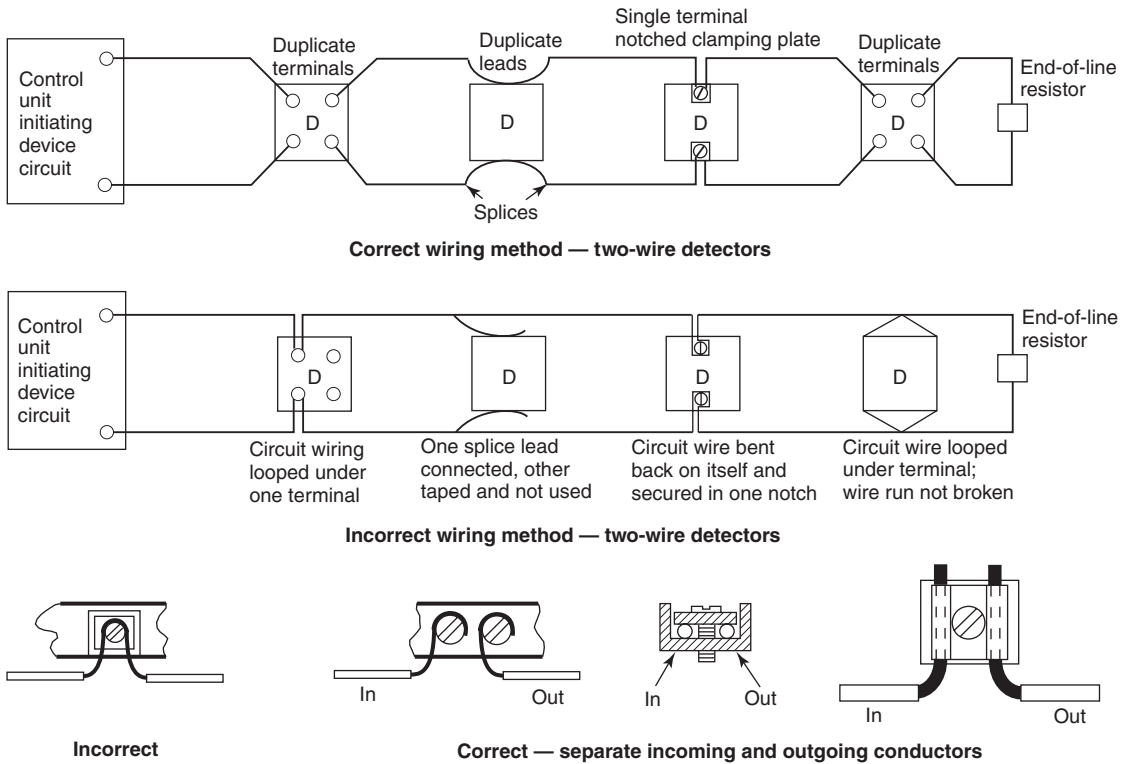 Control
unit
initiating
device
circuit
Duplicate
terminals
D
Duplicate
leads
D
Splices
Single terminal
notched clamping plate
D
Duplicate
terminals
D
End-of-line
resistor
Correct wiring method — two-wire detectors
Control
unit
initiating
device
circuit
D
Circuit wiring
looped under
one terminal
D
One splice lead
connected, other
taped and not used
D
Circuit wire bent
back on itself and
secured in one notch
D
Circuit wire looped
under terminal;
wire run not broken
End-of-line
resistor
Incorrect wiring method — two-wire detectors
Incorrect
In
Out
In
Out
In
Out
Correct — separate incoming and outgoing conductors